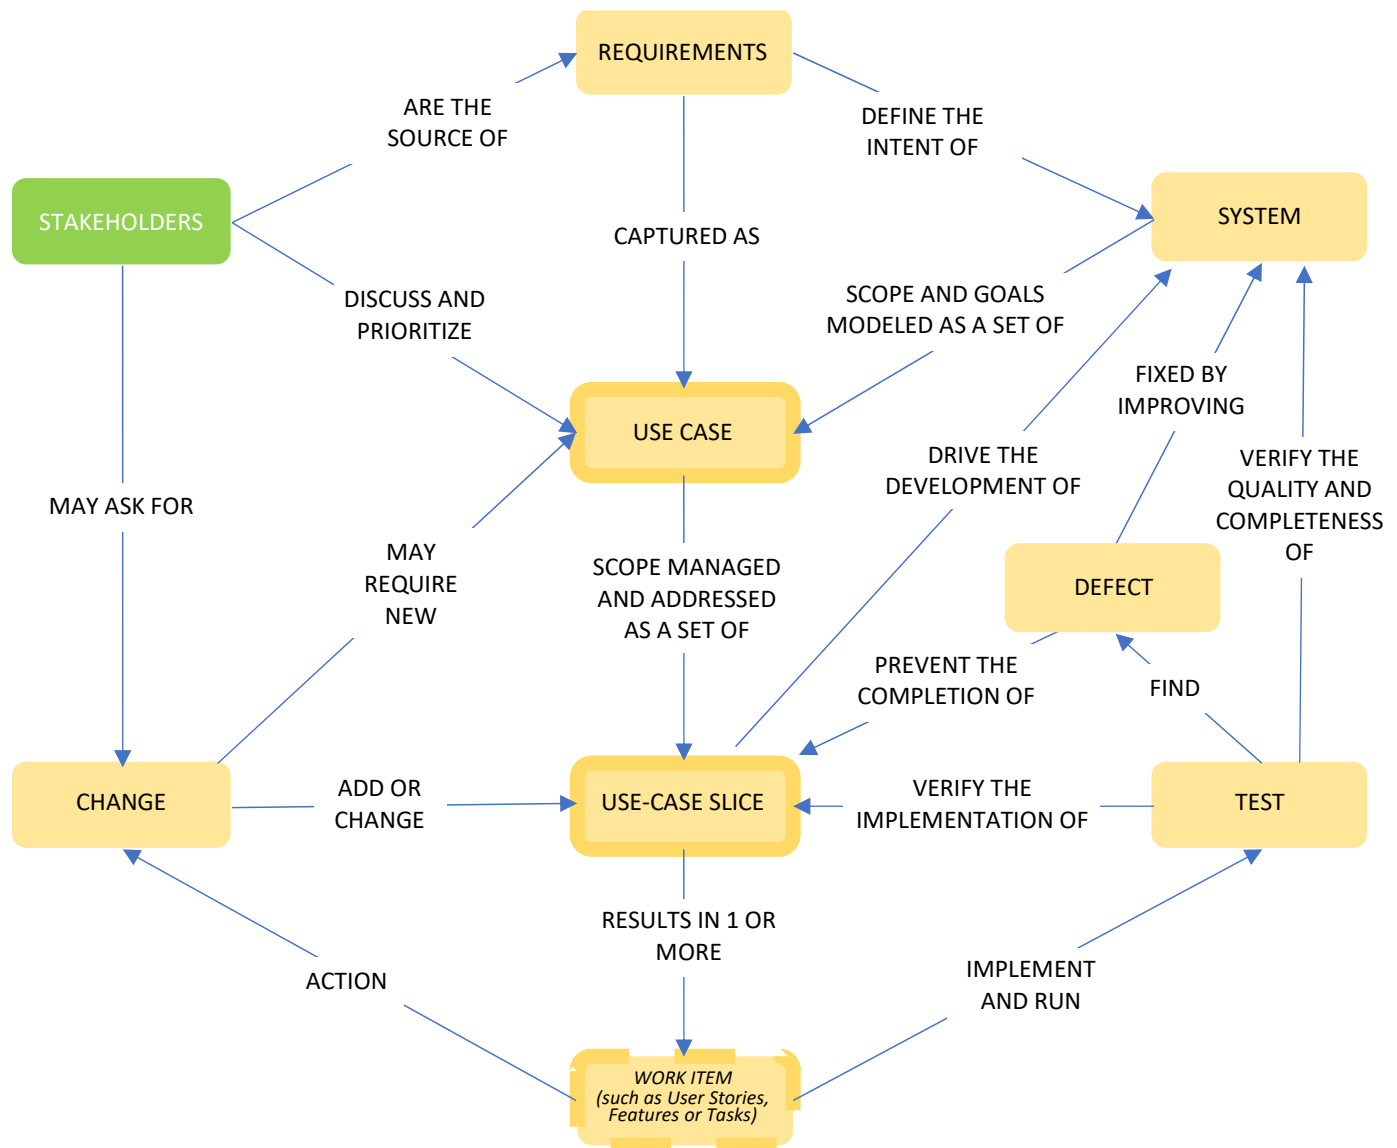 REQUIREMENTS
ARE THE
SOURCE OF
DEFINE THE
INTENT OF
STAKEHOLDERS
SYSTEM
CAPTURED AS
DISCUSS AND
PRIORITIZE
SCOPE AND GOALS
MODELED AS A SET OF
FIXED BY
IMPROVING
USE CASE
DRIVE THE
DEVELOPMENT OF
VERIFY THE
QUALITY AND
COMPLETENESS
OF
MAY ASK FOR
MAY
REQUIRE
NEW
SCOPE MANAGED
AND ADDRESSED
AS A SET OF
DEFECT
PREVENT THE
COMPLETION OF
FIND
CHANGE
ADD OR
CHANGE
USE-CASE SLICE
VERIFY THE
IMPLEMENTATION OF
TEST
RESULTS IN 1 OR
MORE
ACTION
IMPLEMENT
AND RUN
WORK ITEM
(such as User Stories,
Features or Tasks)